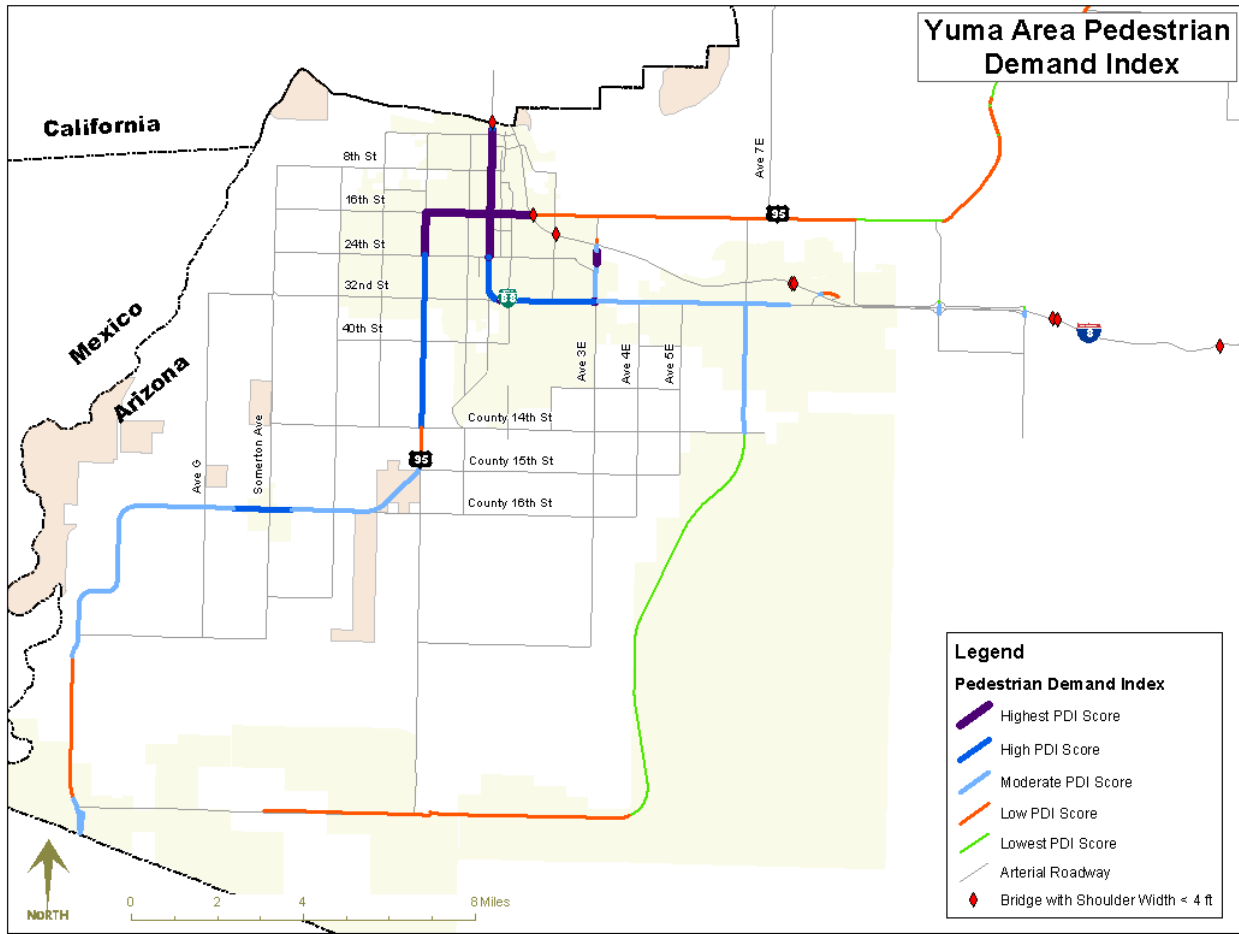 Yuma Area Pedestrian
Demand Index
California
8th St
16th St
24th St
32nd St
40th St
Ave 7E
95
B8
8
Mexico
Arizona
Ave 3E
Ave 4E
Ave 5E
County 14th St
95
County 15th St
County 16th St
Ave G
Somerton Ave
Legend
Pedestrian Demand Index
Highest PDI Score
High PDI Score
Moderate PDI Score
Low PDI Score
Lowest PDI Score
Arterial Roadway
Bridge with Shoulder Width < 4 ft
NORTH
0 2 4 8 Miles